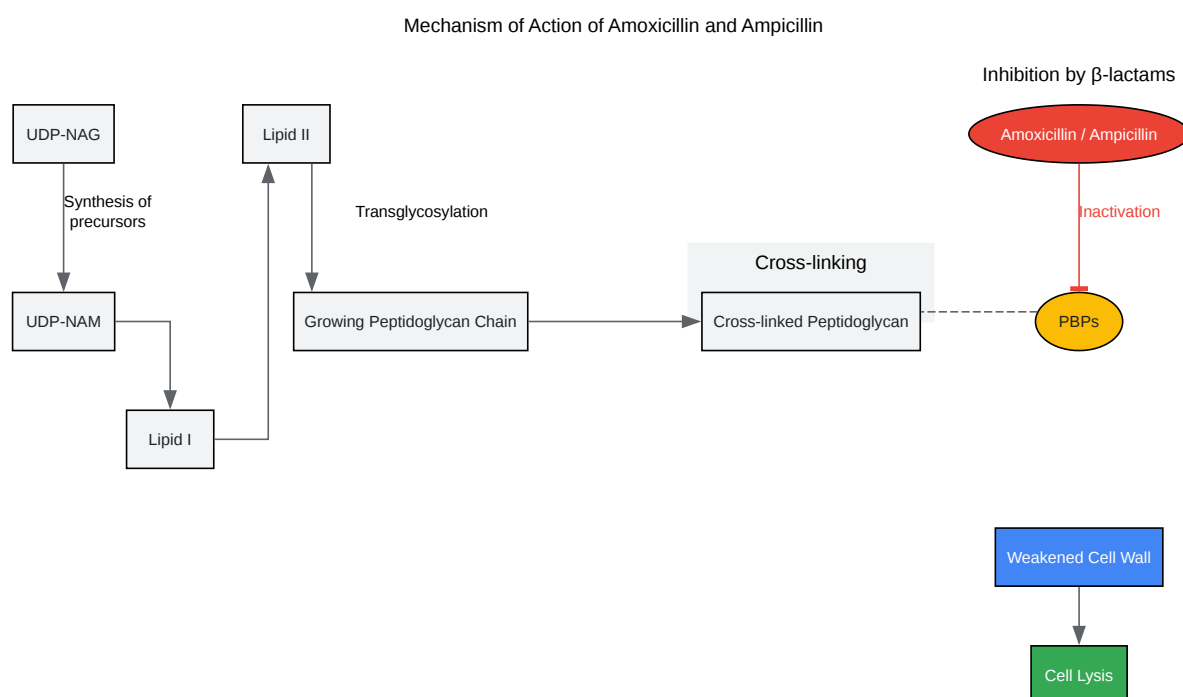 Mechanism of Action of Amoxicillin and Ampicillin
Inhibition by β-lactams
UDP-NAG
Lipid II
Amoxicillin / Ampicillin
Synthesis of
precursors
Transglycosylation
Inactivation
Cross-linking
UDP-NAM
Growing Peptidoglycan Chain
Cross-linked Peptidoglycan
PBPs
Lipid I
Weakened Cell Wall
Cell Lysis